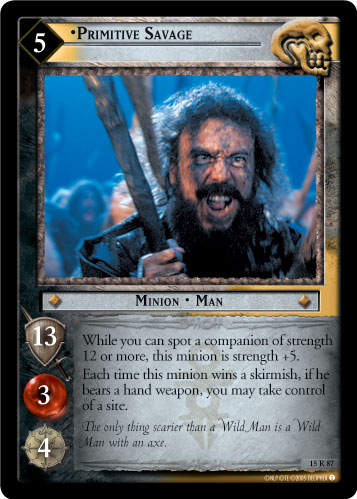 5
•Primitive Savage
Minion • Man
13
3
4
While you can spot a companion of strength
12 or more, this minion is strength +5.
Each time this minion wins a skirmish, if he
bears a hand weapon, you may take control
of a site.
The only thing scarier than a Wild Man is a Wild
Man with an axe.
15 R 87